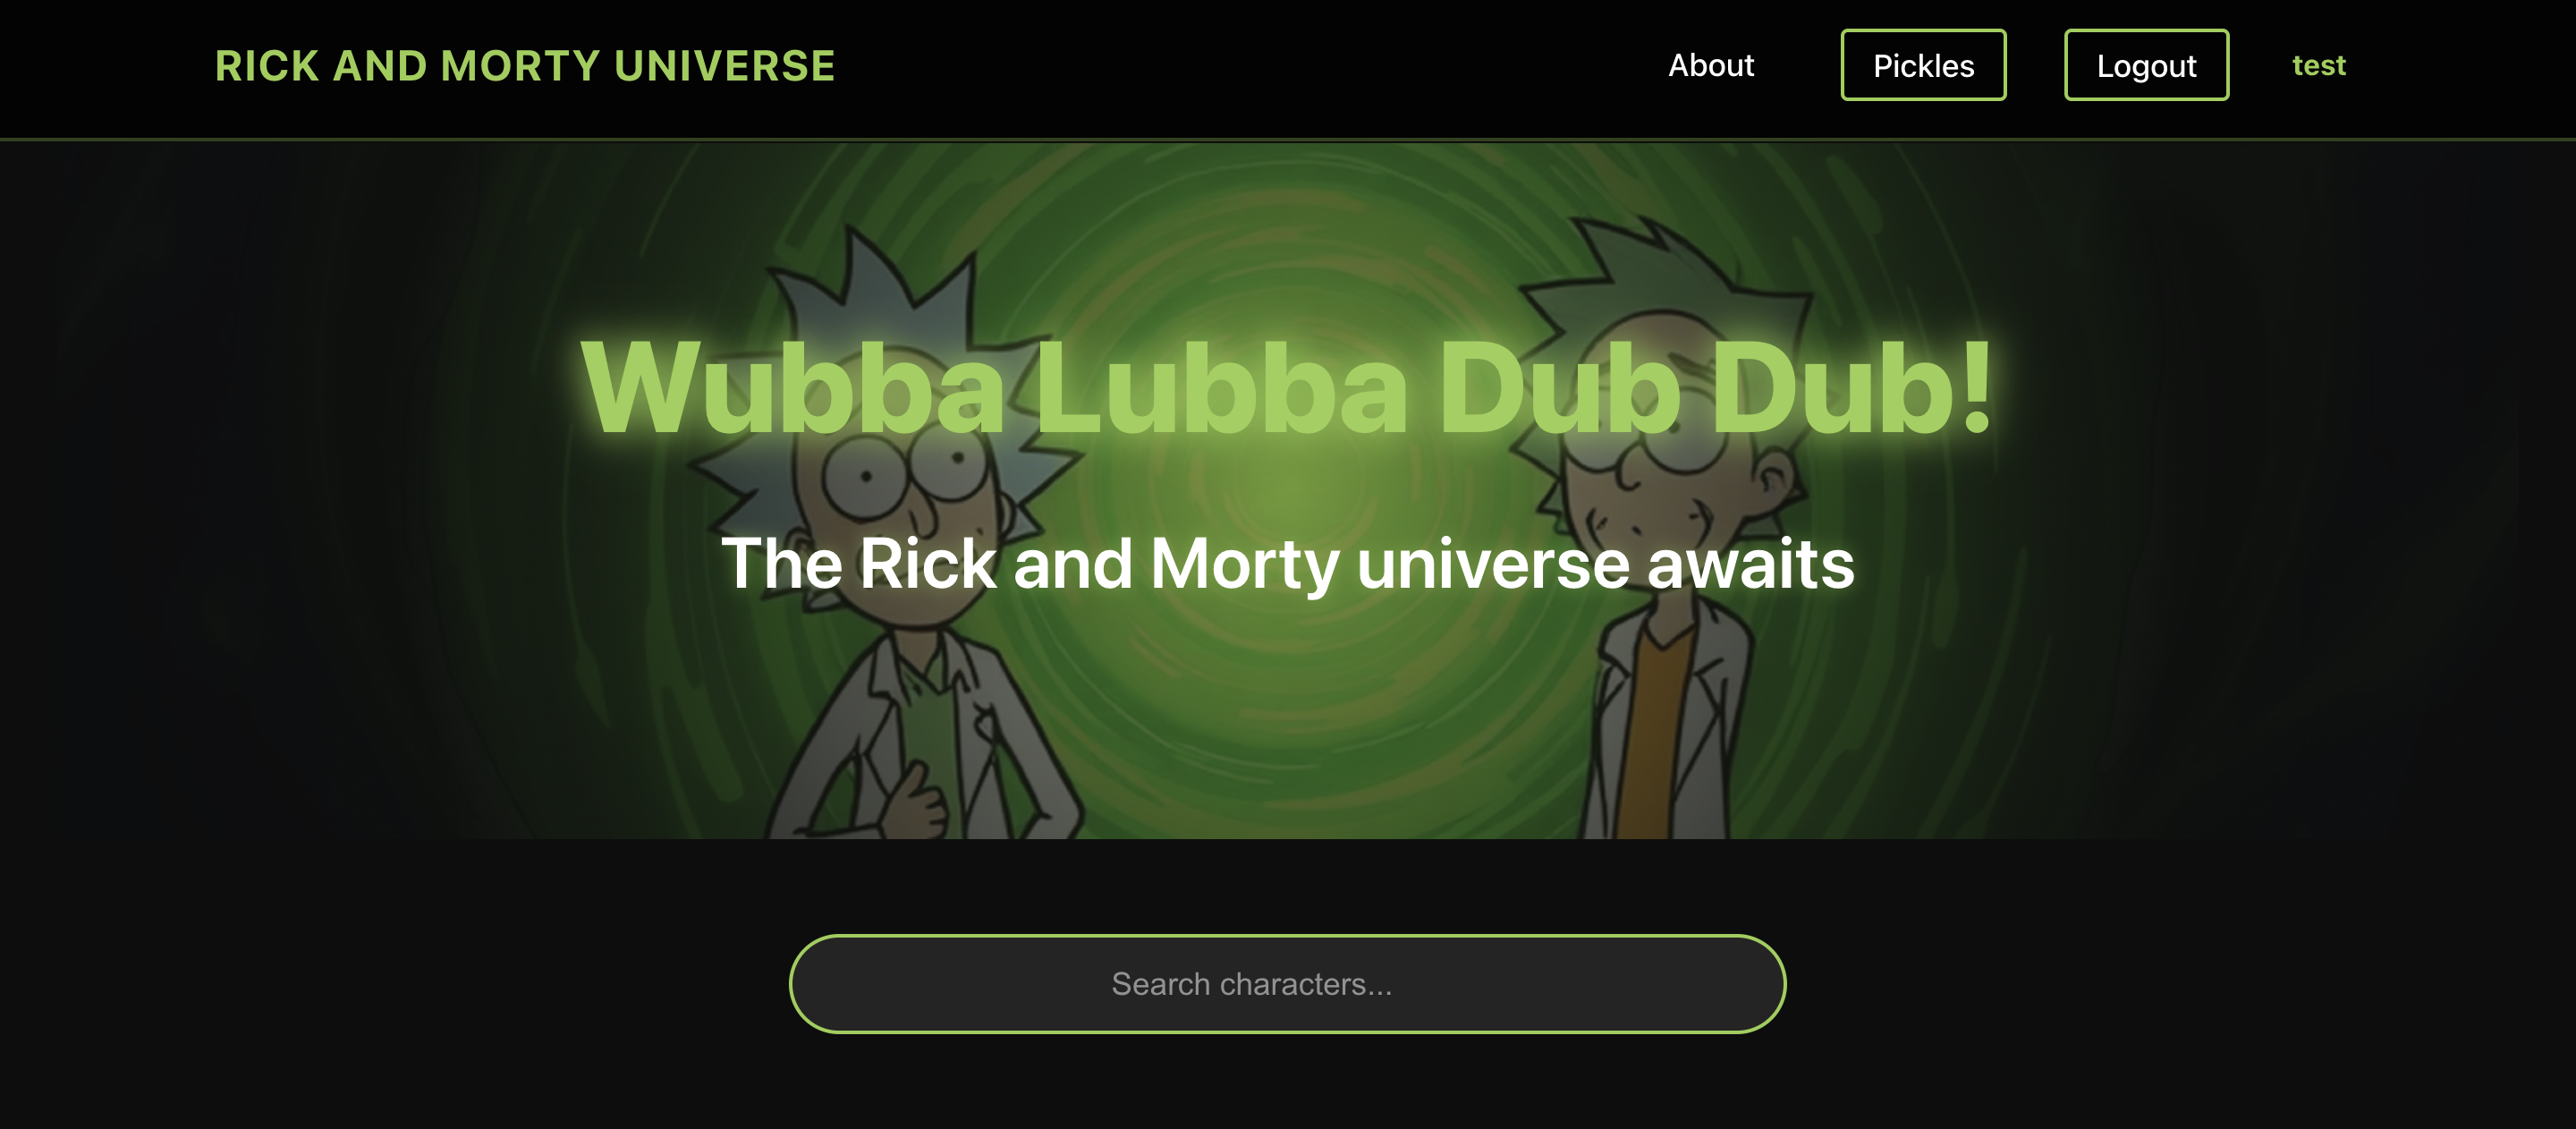 RICK AND MORTY UNIVERSE
About Pickles Logout test
Wubba Lubba Dub Dub!
The Rick and Morty universe awaits
Search characters...